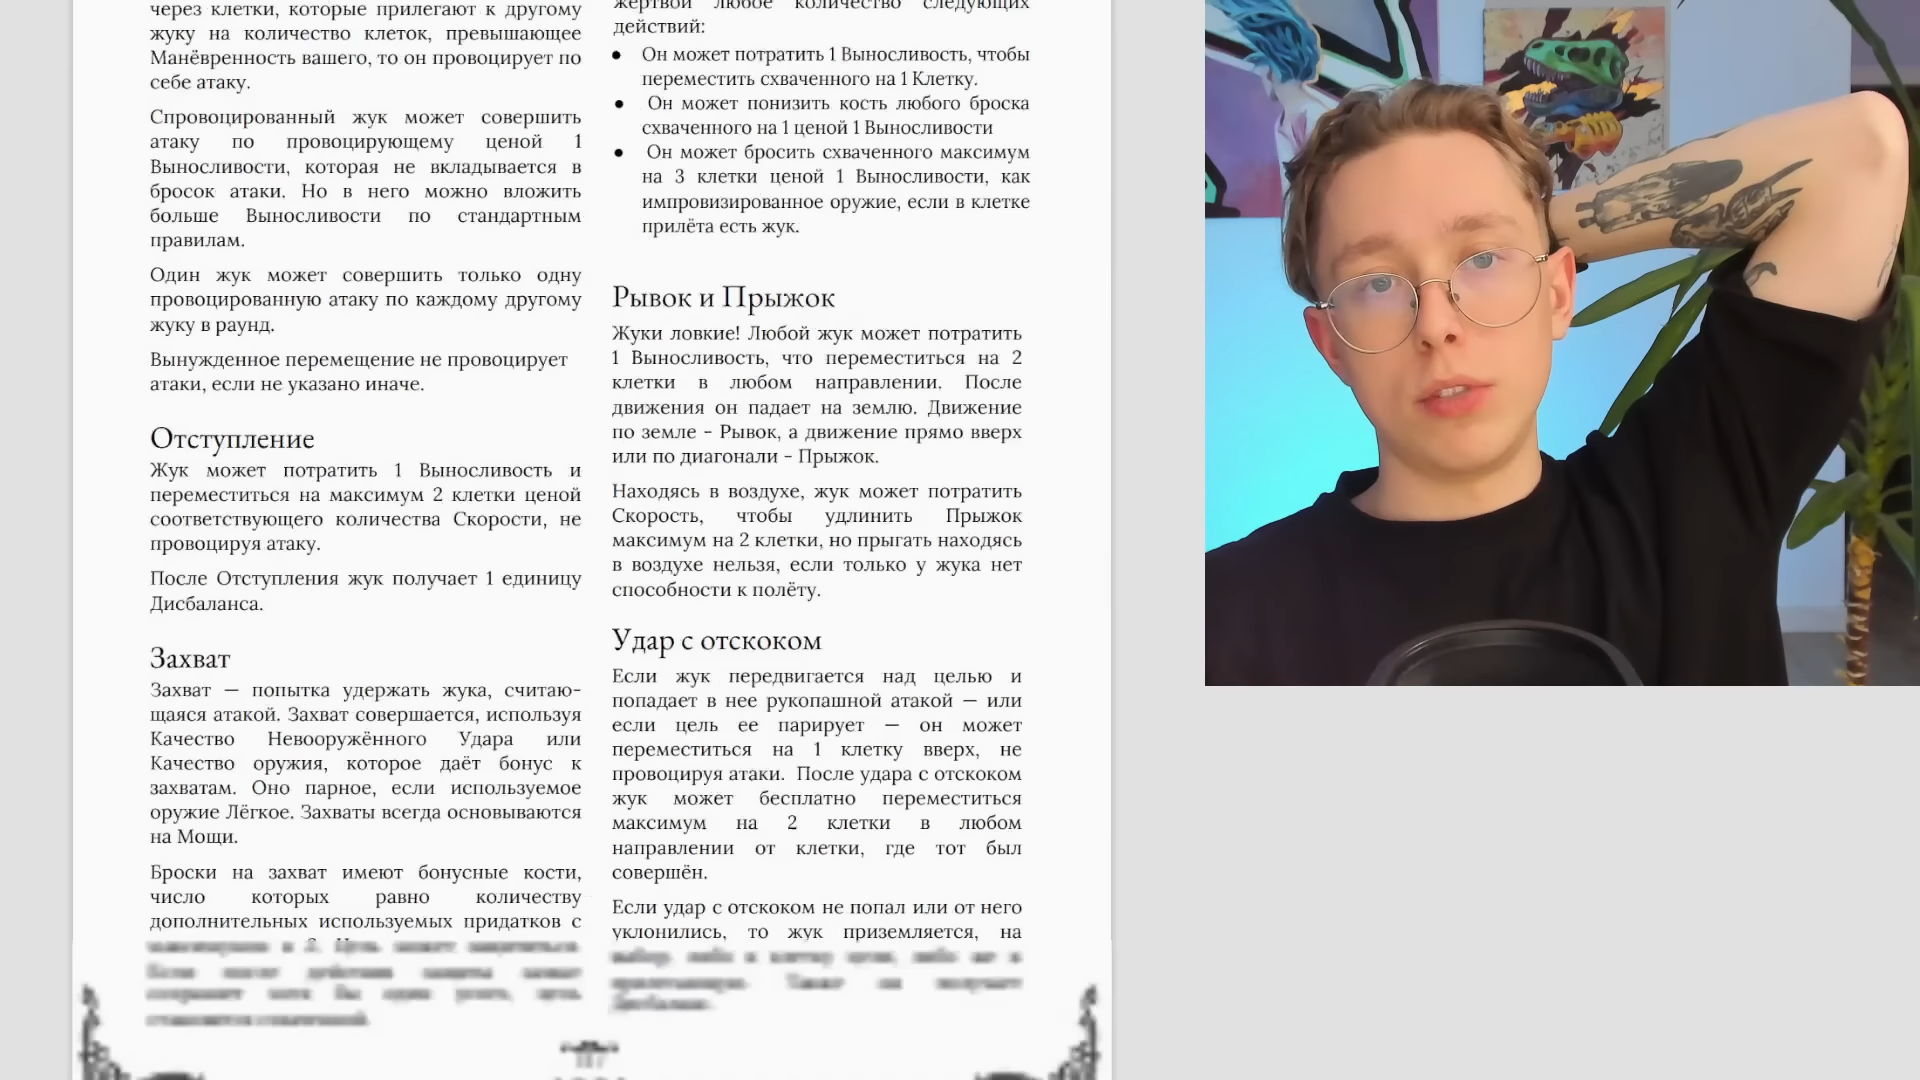 через клетки, которые прилегают к другому
жуку на количество клеток, превышающее
Манёвренность вашего, то он провоцирует по
себе атаку.
Спровоцированный жук может совершить
атаку по провоцирующему ценой 1
Выносливости, которая не вкладывается в
бросок атаки. Но в него можно вложить
больше Выносливости по стандартным
правилам.
Один жук может совершить только одну
провоцированную атаку по каждому другому
жуку в раунд.
Вынужденное перемещение не провоцирует
атаки, если не указано иначе.
Отступление
Жук может потратить 1 Выносливость и
переместиться на максимум 2 клетки ценой
соответствующего количества Скорости, не
провоцируя атаку.
После Отступления жук получает 1 единицу
Дисбаланса.
Захват
Захват — попытка удержать жука, считаю-
щаяся атакой. Захват совершается, используя
Качество Невооружённого Удара или
Качество оружия, которое даёт бонус к
захватам. Оно парное, если используемое
оружие Лёгкое. Захваты всегда основываются
на Мощи.
Броски на захват имеют бонусные кости,
число которых равно количеству
дополнительных используемых придатков с
жертвой любое количество следующих
действий:
● Он может потратить 1 Выносливость, чтобы
переместить схваченного на 1 Клетку.
● Он может понизить кость любого броска
схваченного на 1 ценой 1 Выносливости
● Он может бросить схваченного максимум
на 3 клетки ценой 1 Выносливости, как
импровизированное оружие, если в клетке
прилёта есть жук.
Рывок и Прыжок
Жуки ловкие! Любой жук может потратить
1 Выносливость, что переместиться на 2
клетки в любом направлении. После
движения он падает на землю. Движение
по земле - Рывок, а движение прямо вверх
или по диагонали - Прыжок.
Находясь в воздухе, жук может потратить
Скорость, чтобы удлинить Прыжок
максимум на 2 клетки, но прыгать находясь
в воздухе нельзя, если только у жука нет
способности к полёту.
Удар с отскоком
Если жук передвигается над целью и
попадает в нее рукопашной атакой — или
если цель ее парирует — он может
переместиться на 1 клетку вверх, не
провоцируя атаки. После удара с отскоком
жук может бесплатно переместиться
максимум на 2 клетки в любом
направлении от клетки, где тот был
совершён.
Если удар с отскоком не попал или от него
уклонились, то жук приземляется, на